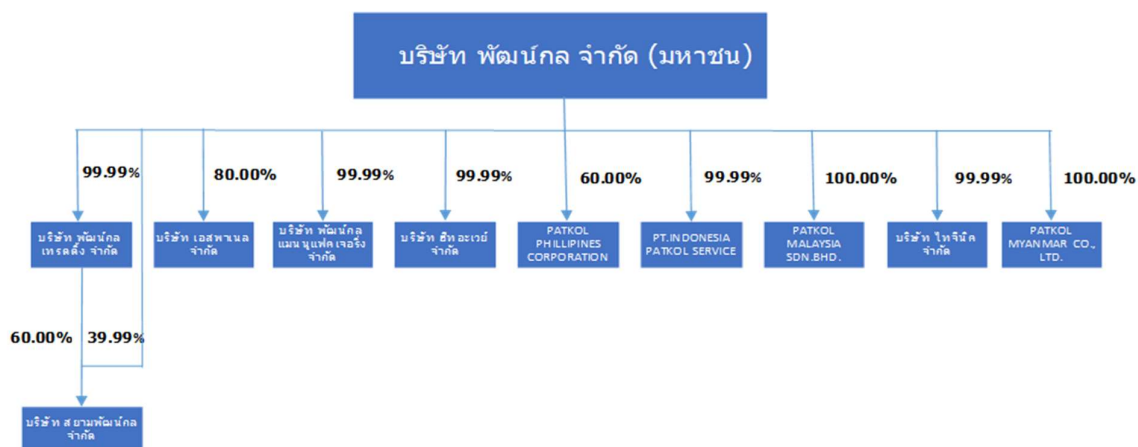 บริษัท พัฒน์กล จำกัด (มหาชน)
99.99%
80.00%
99.99%
99.99%
60.00%
99.99%
100.00%
99.99%
100.00%
บริษัท พัฒน์กล
เทรดดิ้ง จำกัด
บริษัท เอสพาเนล
จำกัด
บริษัท พัฒน์กล
แมนนูแฟคเจอริ่ง
จำกัด
บริษัท ฮีทอะเวย์
จำกัด
PATKOL
PHILLIPINES
CORPORATION
PT.INDONESIA
PATKOL SERVICE
PATKOL
MALAYSIA
SDN.BHD.
บริษัท ไทจินิค
จำกัด
PATKOL
MYANMAR CO.,
LTD.
60.00%
39.99%
บริษัท สยามพัฒน์กล
จำกัด